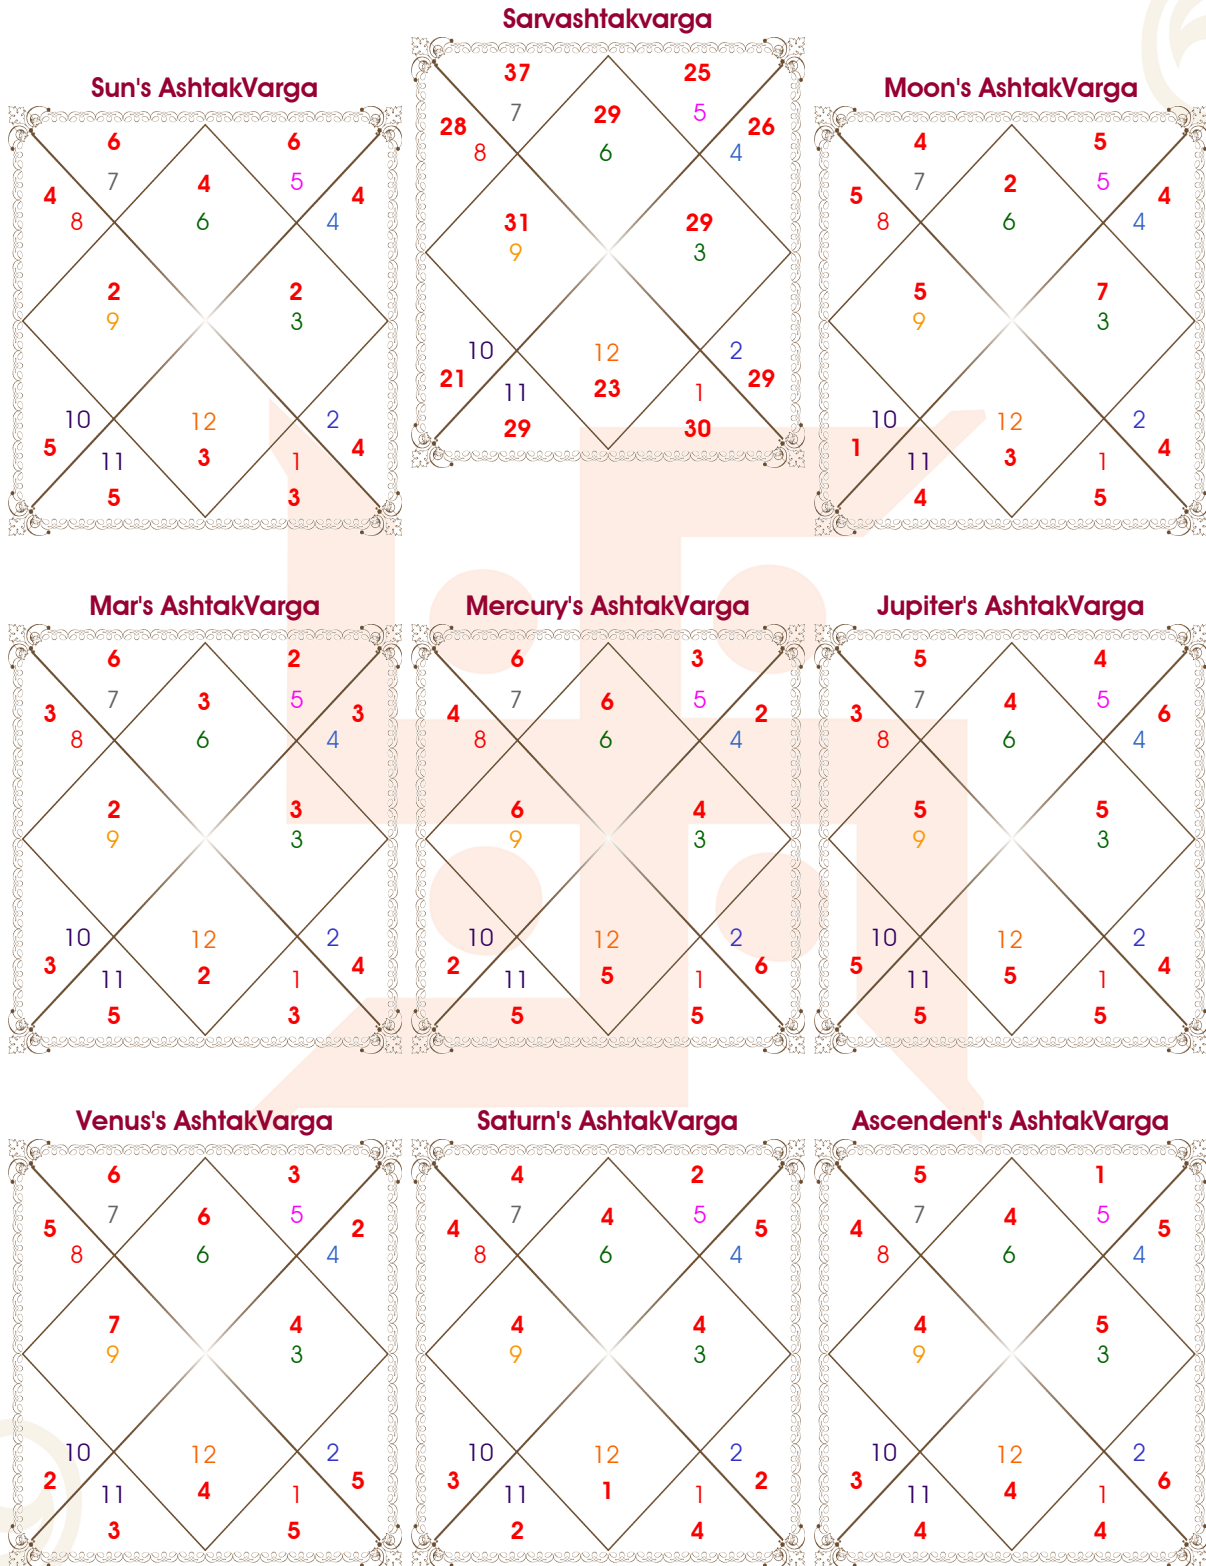 Sarvashtakvarga
37 25
7 29 5
28 26
8 6 4
31 29
9 3
10 12 2
21 23 29
11 1
29 30
Sun's AshtakVarga
6 6
7 4 5
4 4
8 6 4
2 2
9 3
10 12 2
5 3 4
11 1
5 3
Moon's AshtakVarga
4 5
7 2 5
5 4
8 6 4
5 7
9 3
10 12 2
1 3 4
11 1
4 5
Mar's AshtakVarga
6 2
7 3 5
3 3
8 6 4
2 3
9 3
10 12 2
3 2 4
11 1
5 3
Mercury's AshtakVarga
6 3
7 6 5
4 2
8 6 4
6 4
9 3
10 12 2
2 5 6
11 1
5 5
Jupiter's AshtakVarga
5 4
7 4 5
3 6
8 6 4
5 5
9 3
10 12 2
5 5 4
11 1
5 5
Venus's AshtakVarga
6 3
7 6 5
5 2
8 6 4
7 4
9 3
10 12 2
2 4 5
11 1
3 5
Saturn's AshtakVarga
4 2
7 4 5
4 5
8 6 4
4 4
9 3
10 12 2
3 1 2
11 1
2 4
Ascendent's AshtakVarga
5 1
7 4 5
4 5
8 6 4
4 5
9 3
10 12 2
3 4 6
11 1
4 4